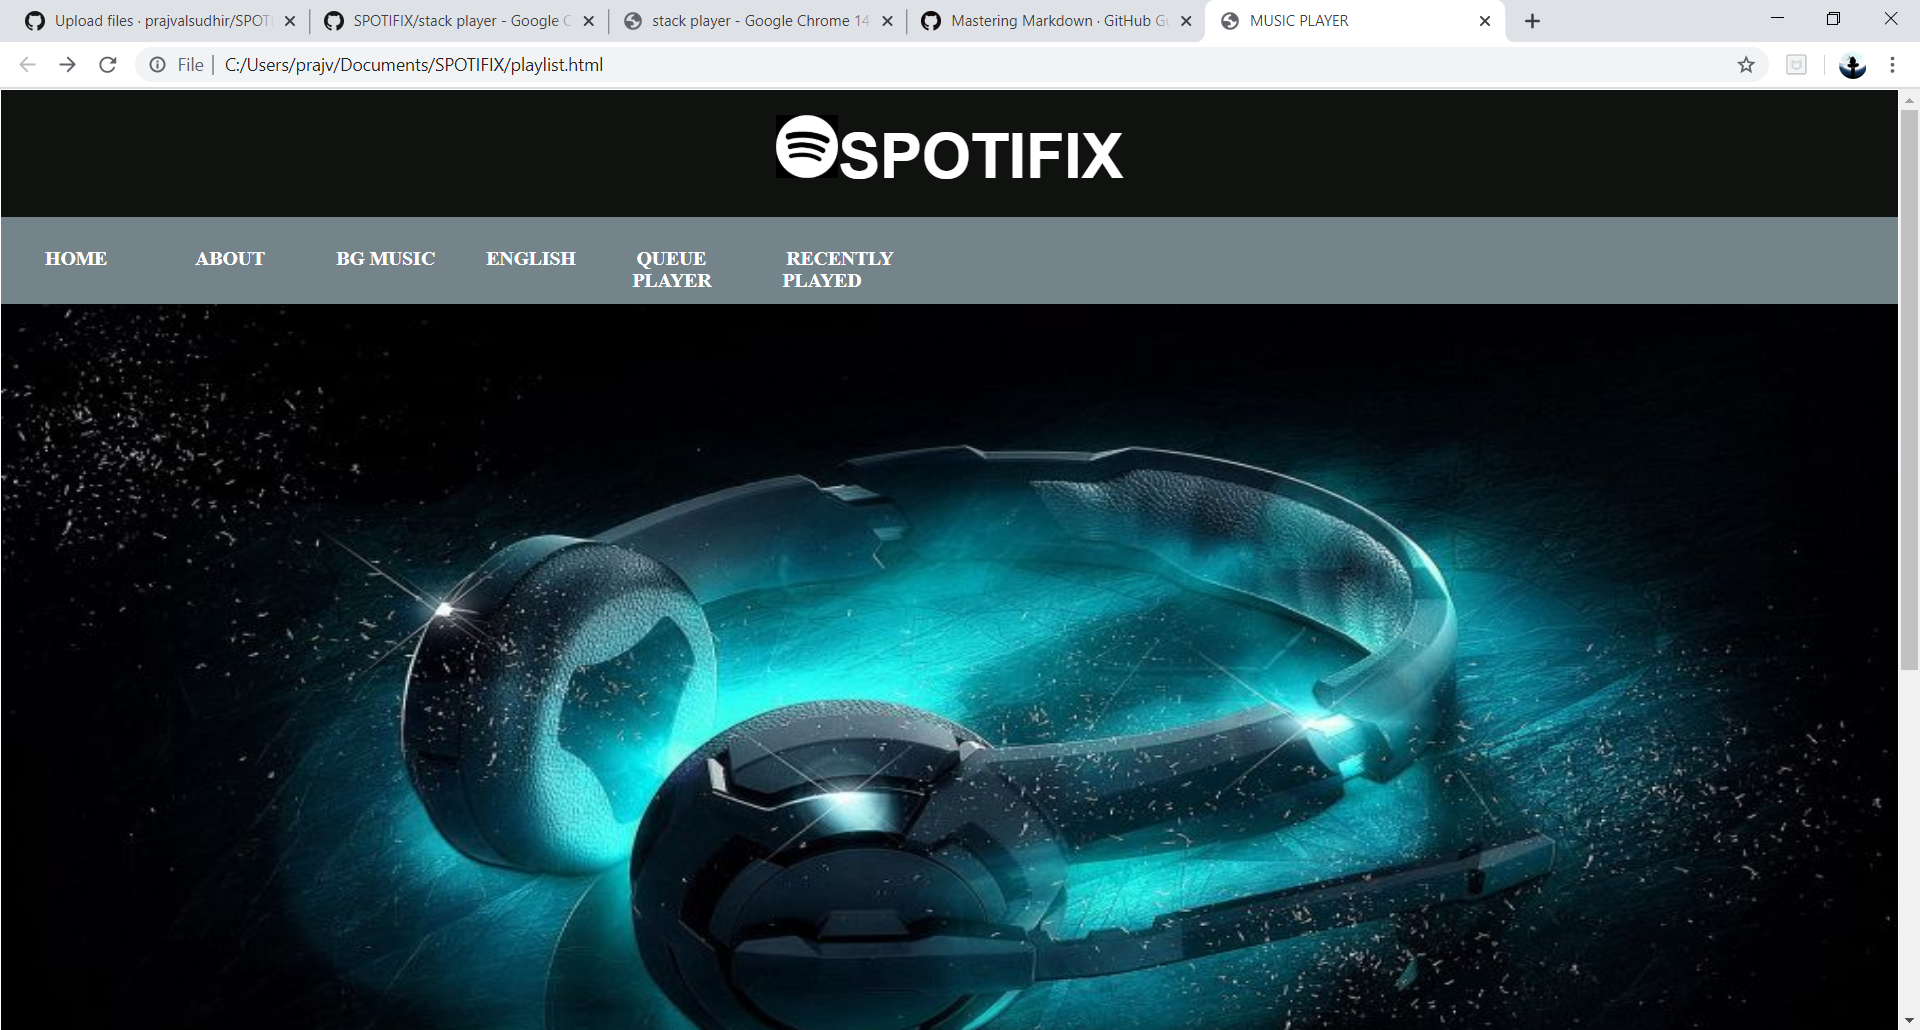 Upload files · prajvalsudhir/SPOTI
SPOTIFIX/stack player - Google C
stack player - Google Chrome 14
Mastering Markdown · GitHub Gu
MUSIC PLAYER
File C:/Users/prajv/Documents/SPOTIFIX/playlist.html
SPOTIFIX
HOME ABOUT BG MUSIC ENGLISH QUEUE PLAYER RECENTLY PLAYED